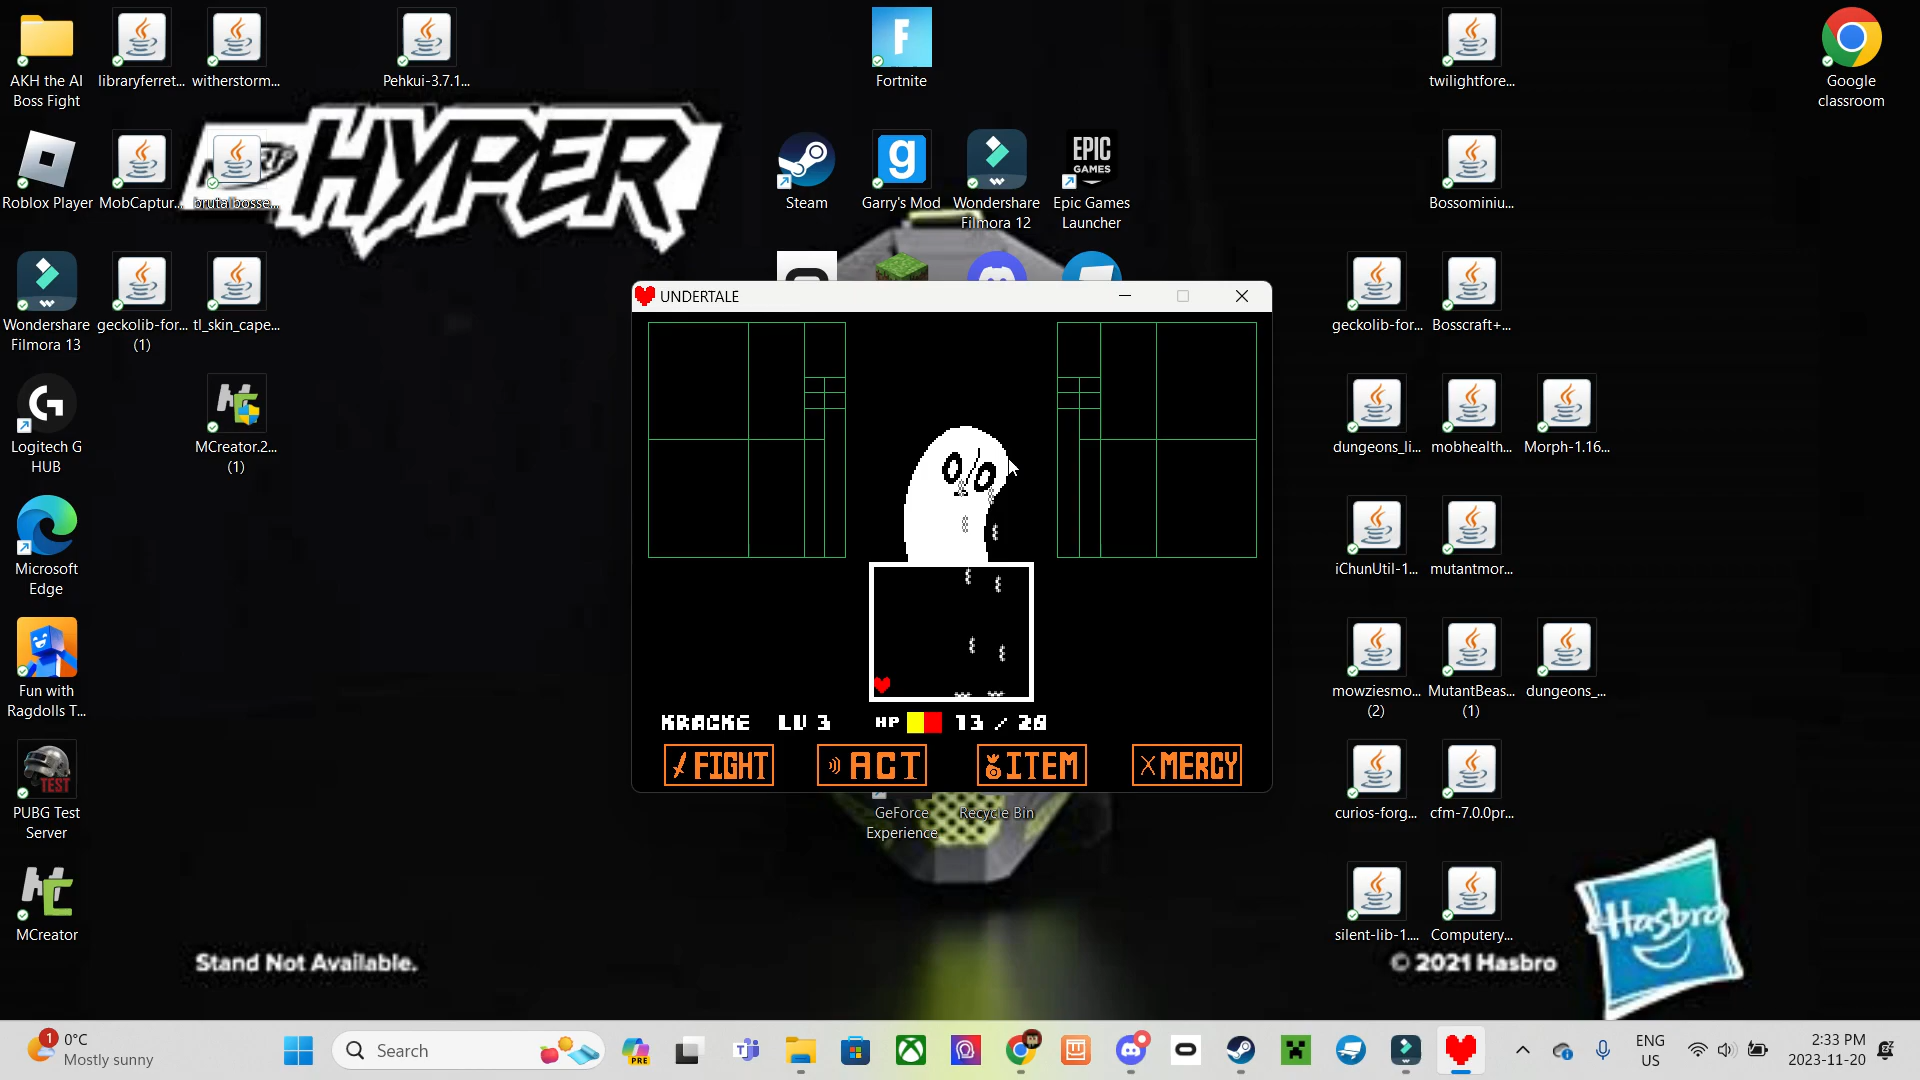 AKH the AI
Boss Fight
libraryferret...
witherstorm...
Pehkui-3.7.1...
Fortnite
twilightfore...
Google
classroom
HYPER
Roblox Player
MobCaptur...
brutalbosse...
Steam
Garry's Mod
Wondershare
Filmora 12
EPIC
GAMES
Epic Games
Launcher
Bossominiu...
Wondershare
Filmora 13
geckolib-for...
(1)
tl_skin_cape...
UNDERTALE
geckolib-for...
Bosscraft+...
Logitech G
HUB
MCreator.2...
(1)
dungeons_li...
mobhealth...
Morph-1.16...
Microsoft
Edge
iChunUtil-1...
mutantmor...
Fun with
Ragdolls T...
mowziesmo...
(2)
MutantBeas...
(1)
dungeons_...
KRACKE LV 3 HP 13 / 28
FIGHT
ACT
ITEM
MERCY
TEST
PUBG Test
Server
GeForce
Experience
Recycle Bin
curios-forg...
cfm-7.0.0pr...
MCreator
silent-lib-1....
Computery...
Hasbro
Stand Not Available.
© 2021 Hasbro
1
0°C
Mostly sunny
Search
PRE
ENG
US
2:33 PM
2023-11-20